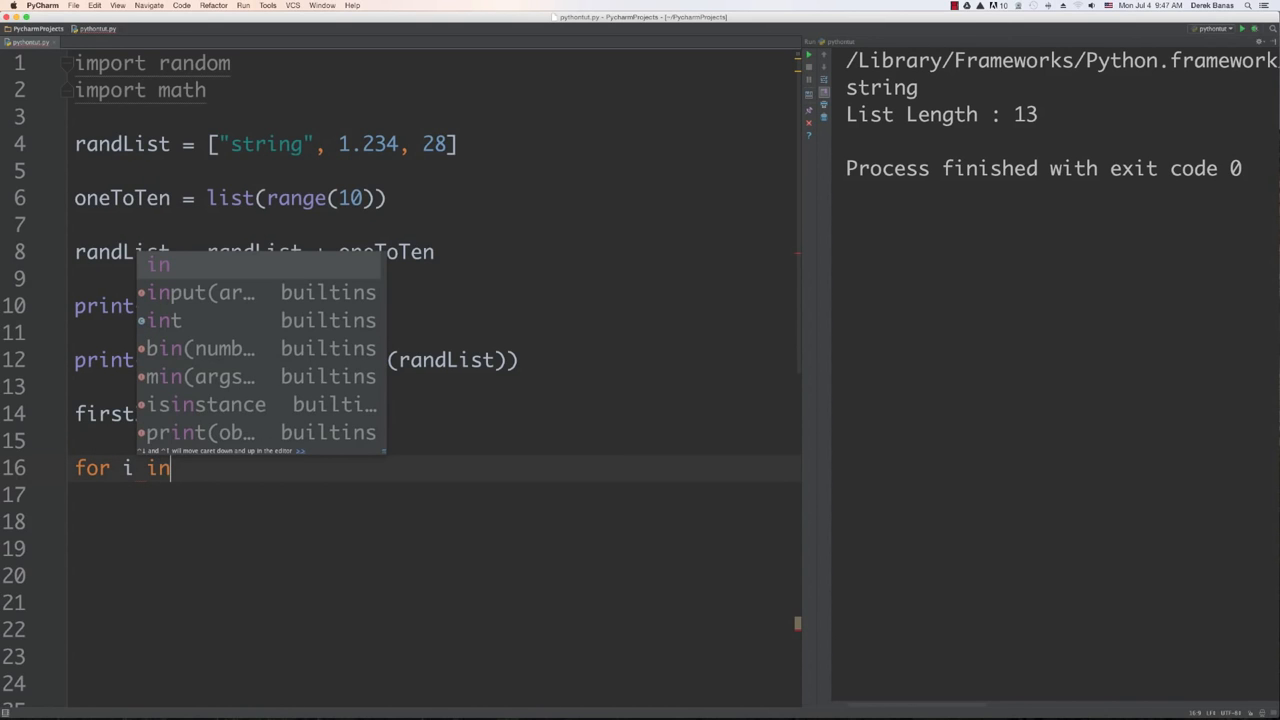 PyCharm File Edit View Navigate Code Refactor Run Tools VCS Window Help
Mon Jul 4 9:47 AM Derek Banas
pythontut.py - PycharmProjects - [~/PycharmProjects]
PycharmProjects pythontut.py
pythontut
pythontut.py
Run pythontut
1 import random
2 import math
3
4 randList = ["string", 1.234, 28]
5
6 oneToTen = list(range(10))
7
8 randList = randList + oneToTen
9
10 print
11
12 print (randList))
13
14 first
15
16 for i in
17
18
19
20
21
22
23
24
in
input(ar… builtins
int builtins
bin(numb… builtins
min(args… builtins
isinstance builti…
print(ob… builtins
^↓ and ^↑ will move caret down and up in the editor >>
/Library/Frameworks/Python.framework
string
List Length : 13
Process finished with exit code 0
16:9 LF÷ UTF-8÷